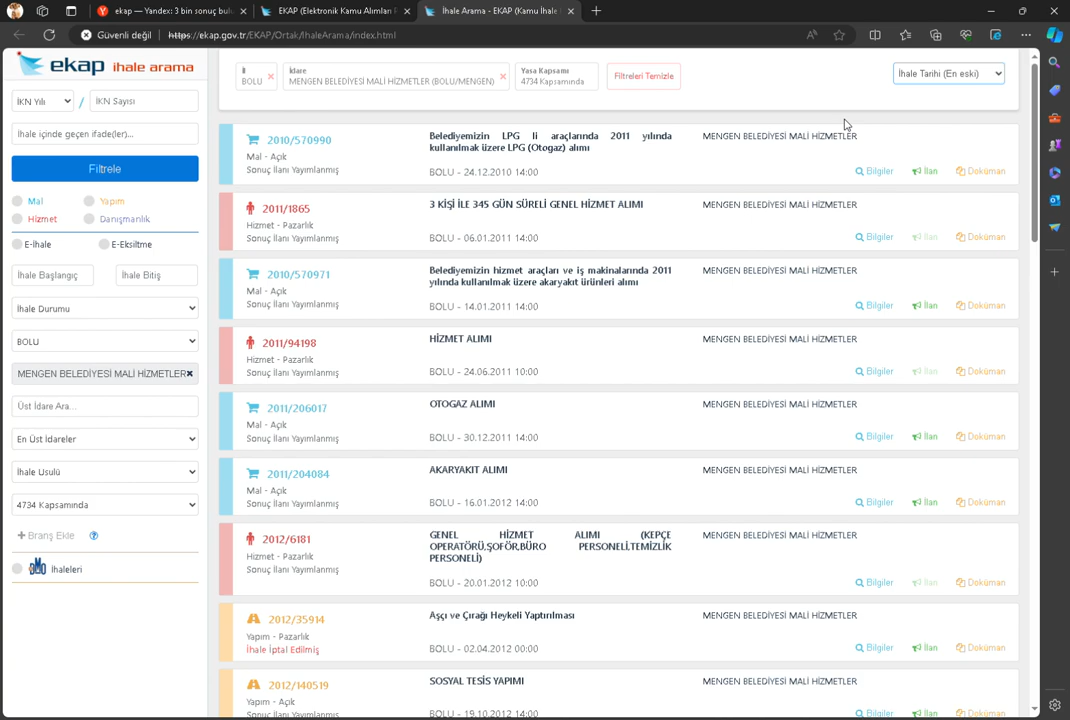 ekap — Yandex: 3 bin sonuç bulu
EKAP (Elektronik Kamu Alımları P
İhale Arama - EKAP (Kamu İhale
Güvenli değil
https://ekap.gov.tr/EKAP/Ortak/IhaleArama/index.html
ekap ihale arama
İKN Yılı / İKN Sayısı
İhale içinde geçen ifade(ler)...
Filtrele
Mal
Yapım
Hizmet
Danışmanlık
E-İhale
E-Eksiltme
İhale Başlangıç
İhale Bitiş
İhale Durumu
BOLU
MENGEN BELEDİYESİ MALİ HİZMETLER
Üst İdare Ara...
En Üst İdareler
İhale Usulü
4734 Kapsamında
Branş Ekle
DMO İhaleleri
İl
BOLU
İdare
MENGEN BELEDİYESİ MALİ HİZMETLER (BOLU/MENGEN)
Yasa Kapsamı
4734 Kapsamında
Filtreleri Temizle
İhale Tarihi (En eski)
2010/570990
Mal - Açık
Sonuç İlanı Yayımlanmış
Belediyemizin LPG li araçlarında 2011 yılında
kullanılmak üzere LPG (Otogaz) alımı
BOLU - 24.12.2010 14:00
MENGEN BELEDİYESİ MALİ HİZMETLER
Bilgiler İlan Doküman
2011/1865
Hizmet - Pazarlık
Sonuç İlanı Yayımlanmış
3 KİŞİ İLE 345 GÜN SÜRELİ GENEL HİZMET ALIMI
BOLU - 06.01.2011 14:00
MENGEN BELEDİYESİ MALİ HİZMETLER
Bilgiler İlan Doküman
2010/570971
Mal - Açık
Sonuç İlanı Yayımlanmış
Belediyemizin hizmet araçları ve iş makinalarında 2011
yılında kullanılmak üzere akaryakıt ürünleri alımı
BOLU - 14.01.2011 14:00
MENGEN BELEDİYESİ MALİ HİZMETLER
Bilgiler İlan Doküman
2011/94198
Hizmet - Pazarlık
Sonuç İlanı Yayımlanmış
HİZMET ALIMI
BOLU - 24.06.2011 10:00
MENGEN BELEDİYESİ MALİ HİZMETLER
Bilgiler İlan Doküman
2011/206017
Mal - Açık
Sonuç İlanı Yayımlanmış
OTOGAZ ALIMI
BOLU - 30.12.2011 14:00
MENGEN BELEDİYESİ MALİ HİZMETLER
Bilgiler İlan Doküman
2011/204084
Mal - Açık
Sonuç İlanı Yayımlanmış
AKARYAKIT ALIMI
BOLU - 16.01.2012 14:00
MENGEN BELEDİYESİ MALİ HİZMETLER
Bilgiler İlan Doküman
2012/6181
Hizmet - Pazarlık
Sonuç İlanı Yayımlanmış
GENEL HİZMET ALIMI (KEPÇE
OPERATÖRÜ,ŞOFÖR,BÜRO PERSONELİ,TEMİZLİK
PERSONELİ)
BOLU - 20.01.2012 10:00
MENGEN BELEDİYESİ MALİ HİZMETLER
Bilgiler İlan Doküman
2012/35914
Yapım - Pazarlık
İhale İptal Edilmiş
Aşçı ve Çırağı Heykeli Yaptırılması
BOLU - 02.04.2012 00:00
MENGEN BELEDİYESİ MALİ HİZMETLER
Bilgiler İlan Doküman
2012/140519
Yapım - Açık
Sonuç İlanı Yayımlanmış
SOSYAL TESİS YAPIMI
BOLU - 19.10.2012 14:00
MENGEN BELEDİYESİ MALİ HİZMETLER
Bilgiler İlan Doküman